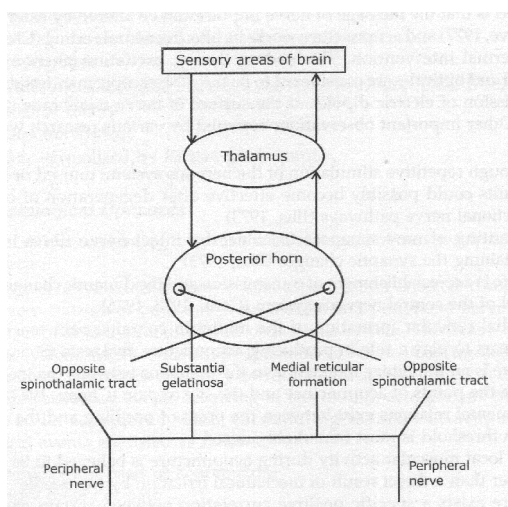 Sensory areas of brain
Thalamus
Posterior horn
Opposite
spinothalamic tract
Substantia
gelatinosa
Medial reticular
formation
Opposite
spinothalamic tract
Peripheral
nerve
Peripheral
nerve